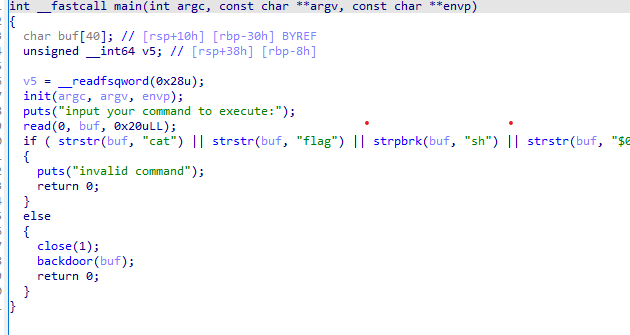 int __fastcall main(int argc, const char **argv, const char **envp)
{
char buf[40]; // [rsp+10h] [rbp-30h] BYREF
unsigned __int64 v5; // [rsp+38h] [rbp-8h]
v5 = __readfsqword(0x28u);
init(argc, argv, envp);
puts("input your command to execute:");
read(0, buf, 0x20uLL);
if ( strstr(buf, "cat") || strstr(buf, "flag") || strpbrk(buf, "sh") || strstr(buf, "$0
{
puts("invalid command");
return 0;
}
else
{
close(1);
backdoor(buf);
return 0;
}
}